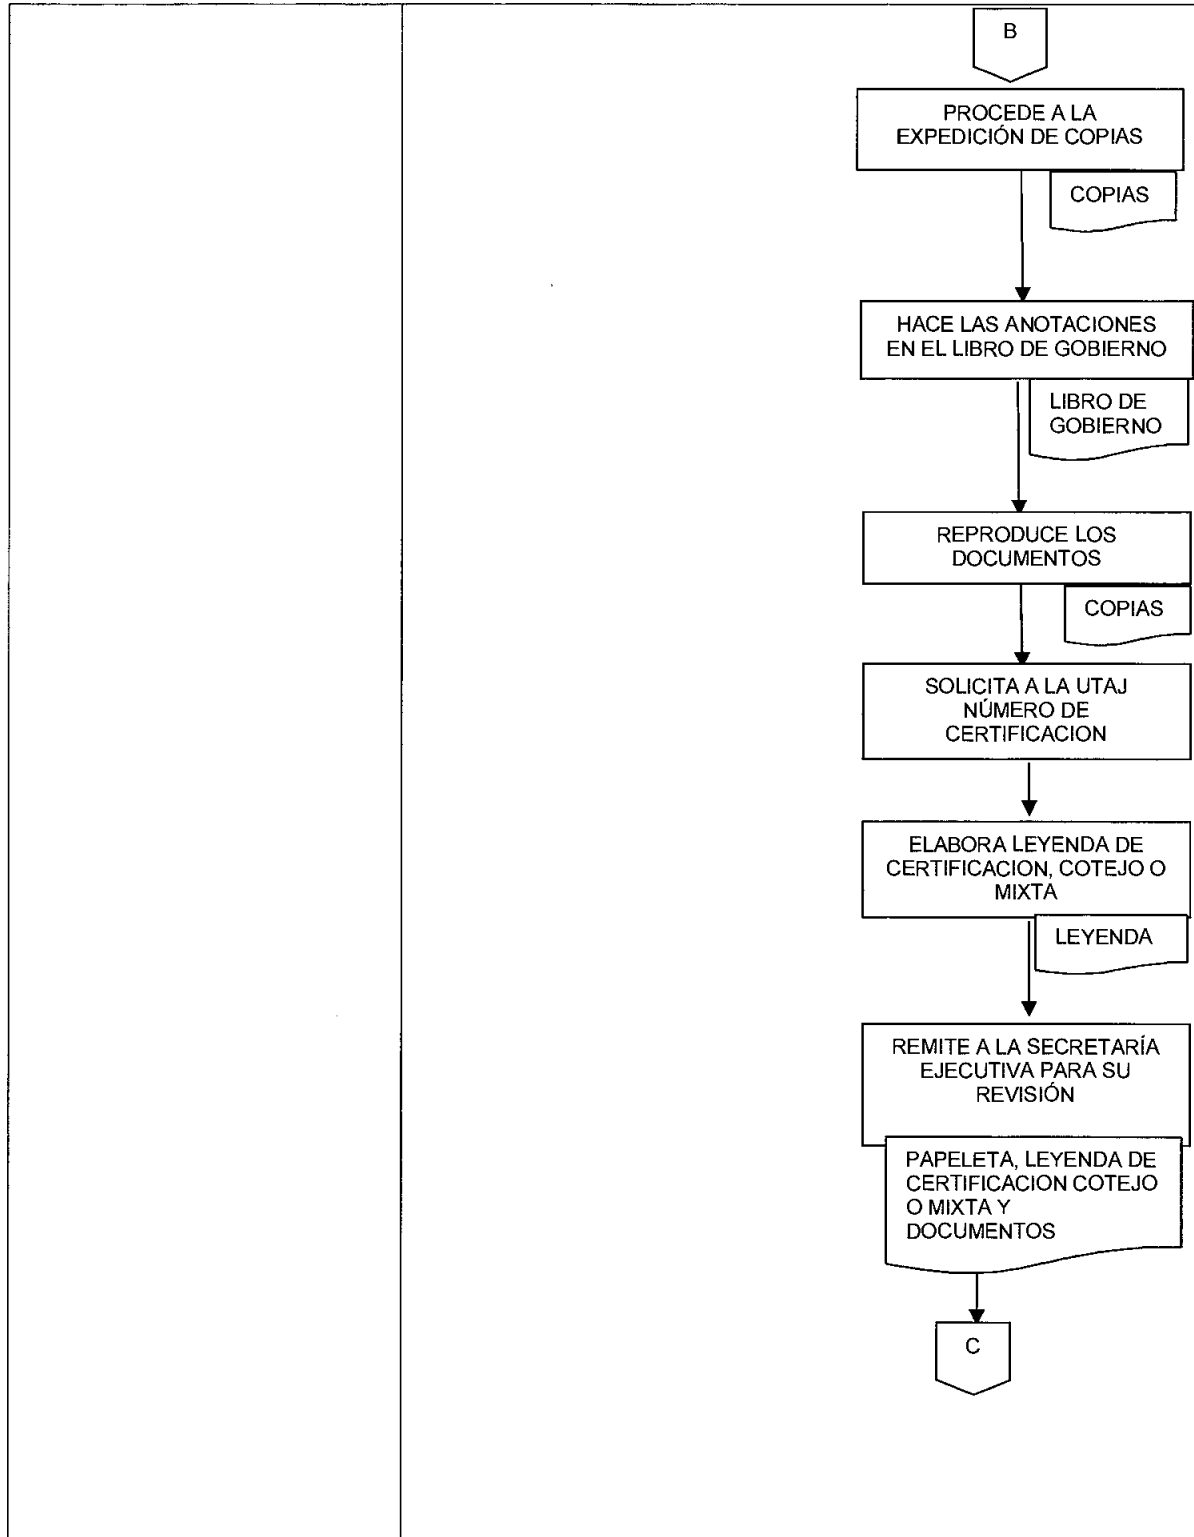 B
PROCEDE A LA
EXPEDICIÓN DE COPIAS
COPIAS
HACE LAS ANOTACIONES
EN EL LIBRO DE GOBIERNO
LIBRO DE
GOBIERNO
REPRODUCE LOS
DOCUMENTOS
COPIAS
SOLICITA A LA UTAJ
NÚMERO DE
CERTIFICACION
ELABORA LEYENDA DE
CERTIFICACION, COTEJO O
MIXTA
LEYENDA
REMITE A LA SECRETARÍA
EJECUTIVA PARA SU
REVISIÓN
PAPELETA, LEYENDA DE
CERTIFICACION COTEJO
O MIXTA Y
DOCUMENTOS
C